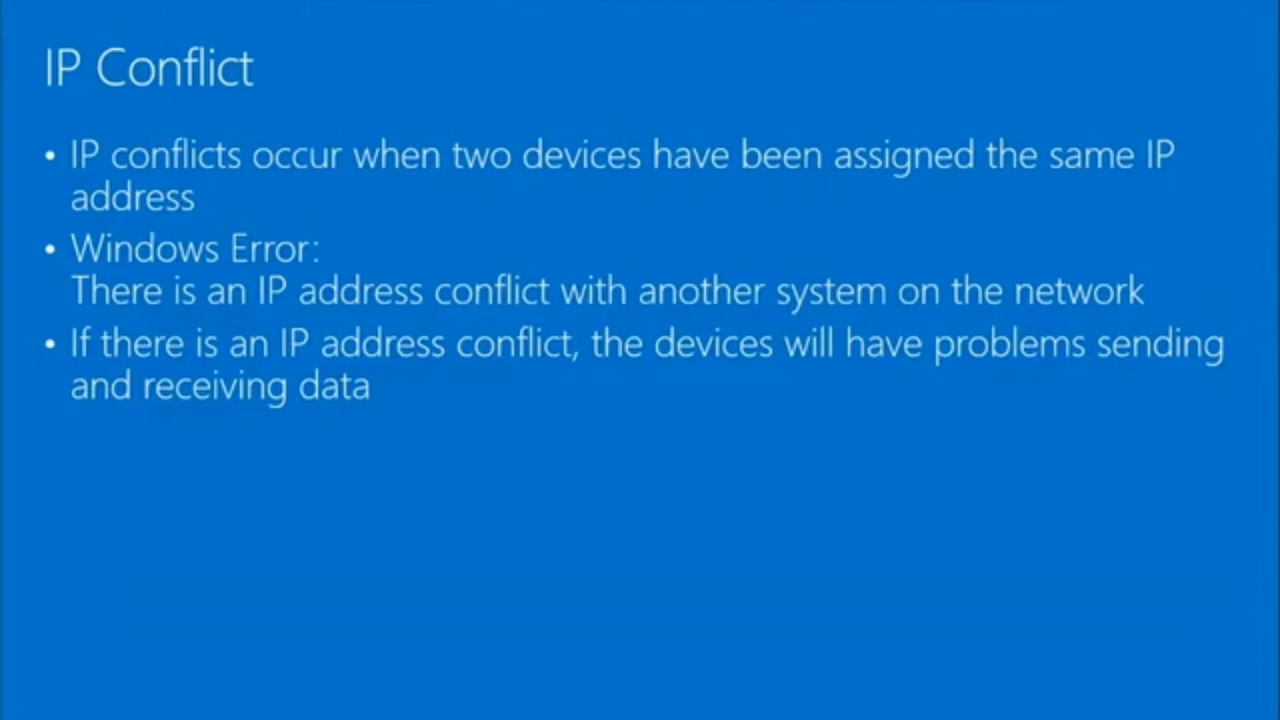 IP Conflict
• IP conflicts occur when two devices have been assigned the same IP
address
• Windows Error:
There is an IP address conflict with another system on the network
• If there is an IP address conflict, the devices will have problems sending
and receiving data